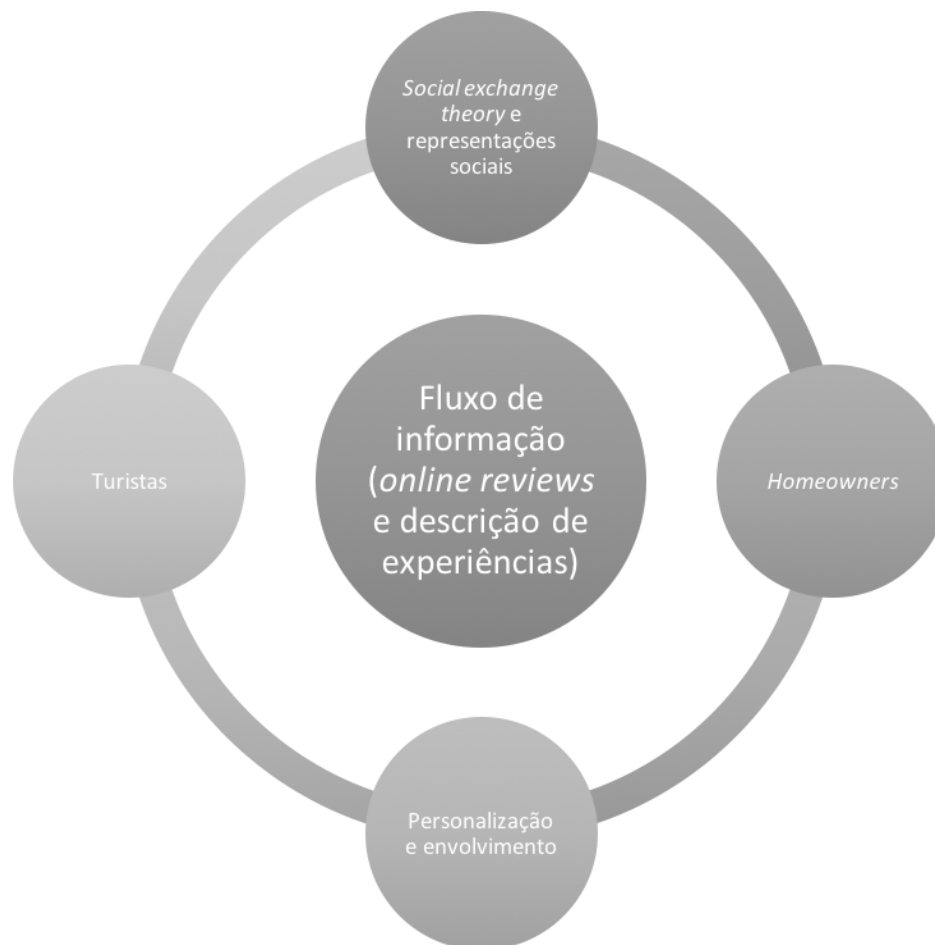 Social exchange
theory e
representações
sociais
Turistas
Fluxo de
informação
(online reviews
e descrição de
experiências)
Homeowners
Personalização
e envolvimento